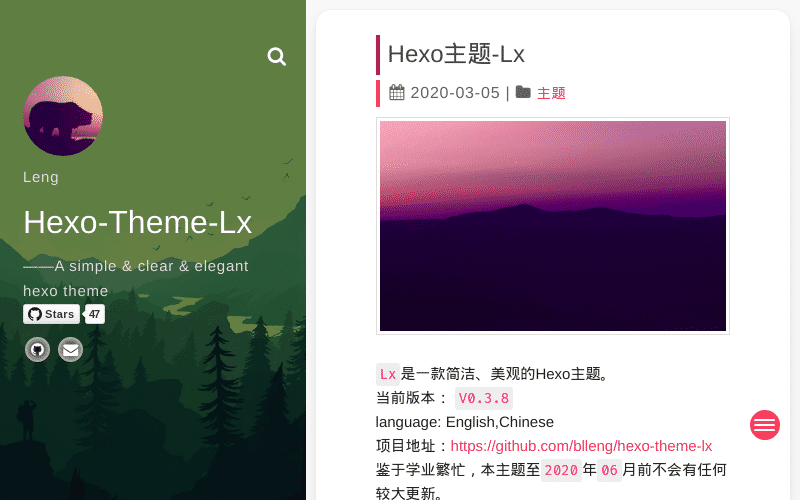 Leng
Hexo-Theme-Lx
——A simple & clear & elegant
hexo theme
Stars 47
Hexo主题-Lx
2020-03-05 | 主题
Lx是一款简洁、美观的Hexo主题。
当前版本： V0.3.8
language: English,Chinese
项目地址：https://github.com/blleng/hexo-theme-lx
鉴于学业繁忙，本主题至2020年06月前不会有任何
较大更新。